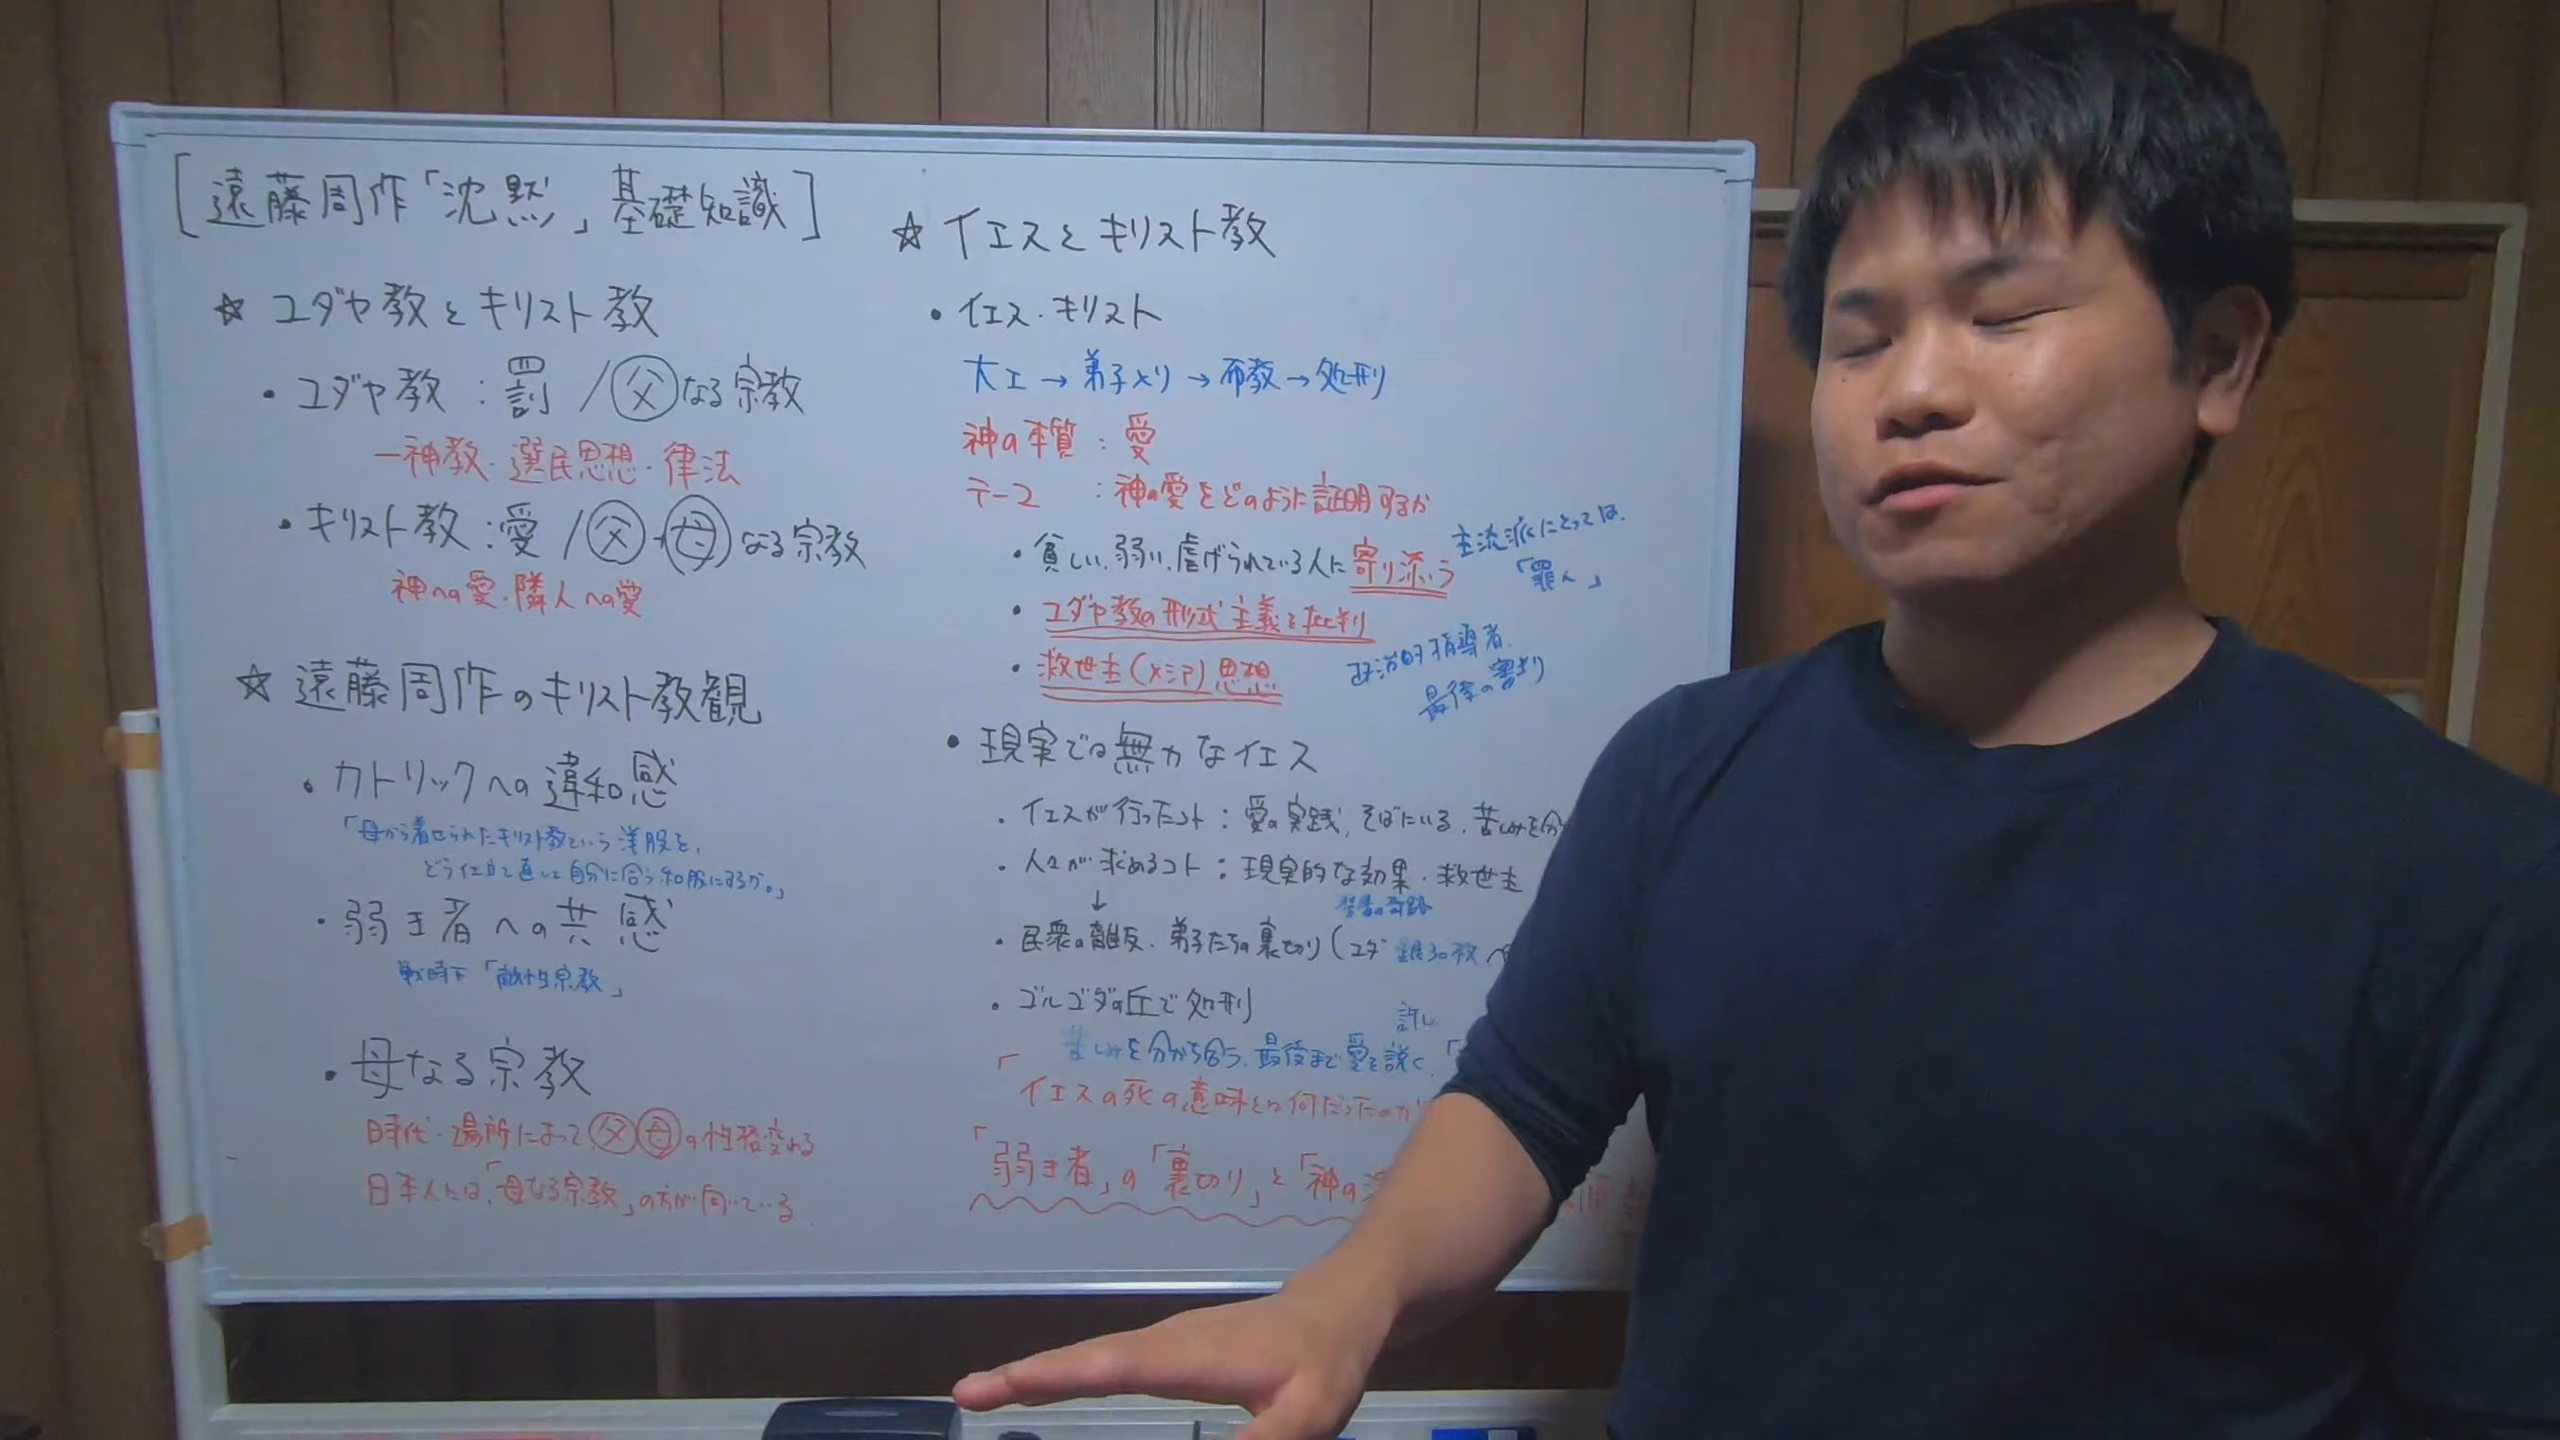 [遠藤周作「沈黙」基礎知識]
☆ ユダヤ教とキリスト教
・ユダヤ教：罰/父なる宗教
一神教・選民思想・律法
・キリスト教：愛/父・母なる宗教
神への愛・隣人への愛
☆ 遠藤周作のキリスト教観
・カトリックへの違和感
「母から着せられたキリスト教という洋服を、
どう仕立て直して自分に合う和服にするか。」
・弱き者への共感
戦時下「敵性宗教」
・母なる宗教
時代・場所によって父母の性格変わる
日本人には、「母なる宗教」の方が向いている.
☆ イエスとキリスト教
・イエス・キリスト
大工→弟子とり→布教→処刑
神の本質：愛
テーマ：神の愛をどのように証明するか
・貧しい、弱い、虐げられている人に寄り添う
主流派にとっては、
「罪人」
・ユダヤ教の形式主義を批判
・救世主(メシア)思想
政治的指導者.
最後の審判
・現実では無力なイエス
・イエスが行ったコト：愛の実践、そばにいる、苦しみを分
・人々が求めるコト：現実的な効果・救世主
↓
・民衆の離反、弟子たちの裏切り(ユダ 銀30枚
・ゴルゴダの丘で処刑
許し
苦しみを分かち合う、最後まで愛を説く.「
「イエスの死の意味とは何だったのか
「「弱き者」の「裏切り」と「神の